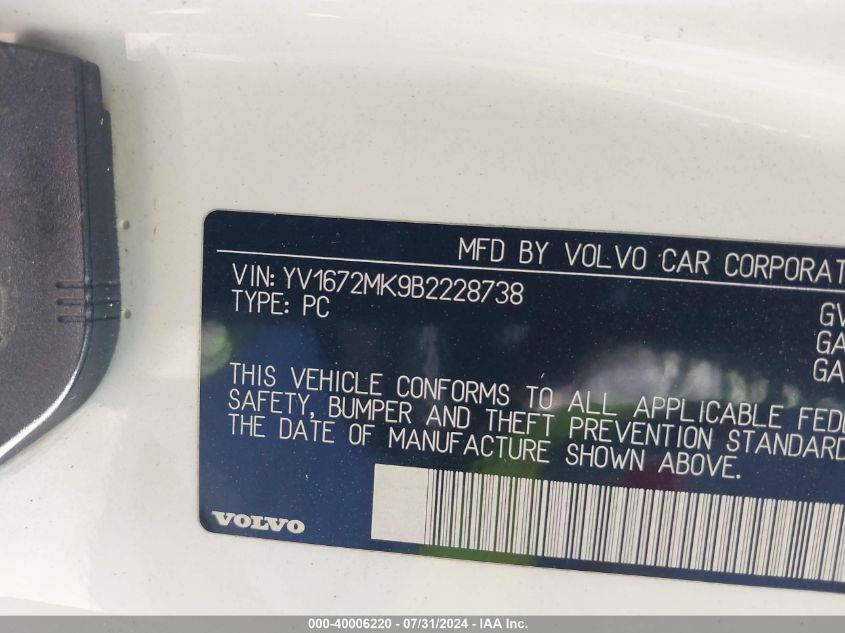 MFD BY VOLVO CAR CORPORAT
VIN: YV1672MK9B2228738
TYPE: PC
GV
GA
GA
THIS VEHICLE CONFORMS TO ALL APPLICABLE FEDE
SAFETY, BUMPER AND THEFT PREVENTION STANDARD
THE DATE OF MANUFACTURE SHOWN ABOVE.
VOLVO
000-40006220 - 07/31/2024 - IAA Inc.